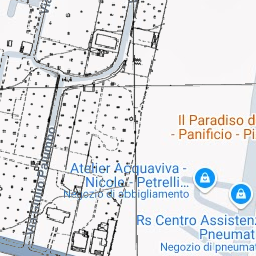 Il Paradiso d
- Panificio - Pi
Atelier Acquaviva -
Nicole - Petrelli...
Negozio di abbigliamento
Rs Centro Assisten
Pneumat
Negozio di pneumat